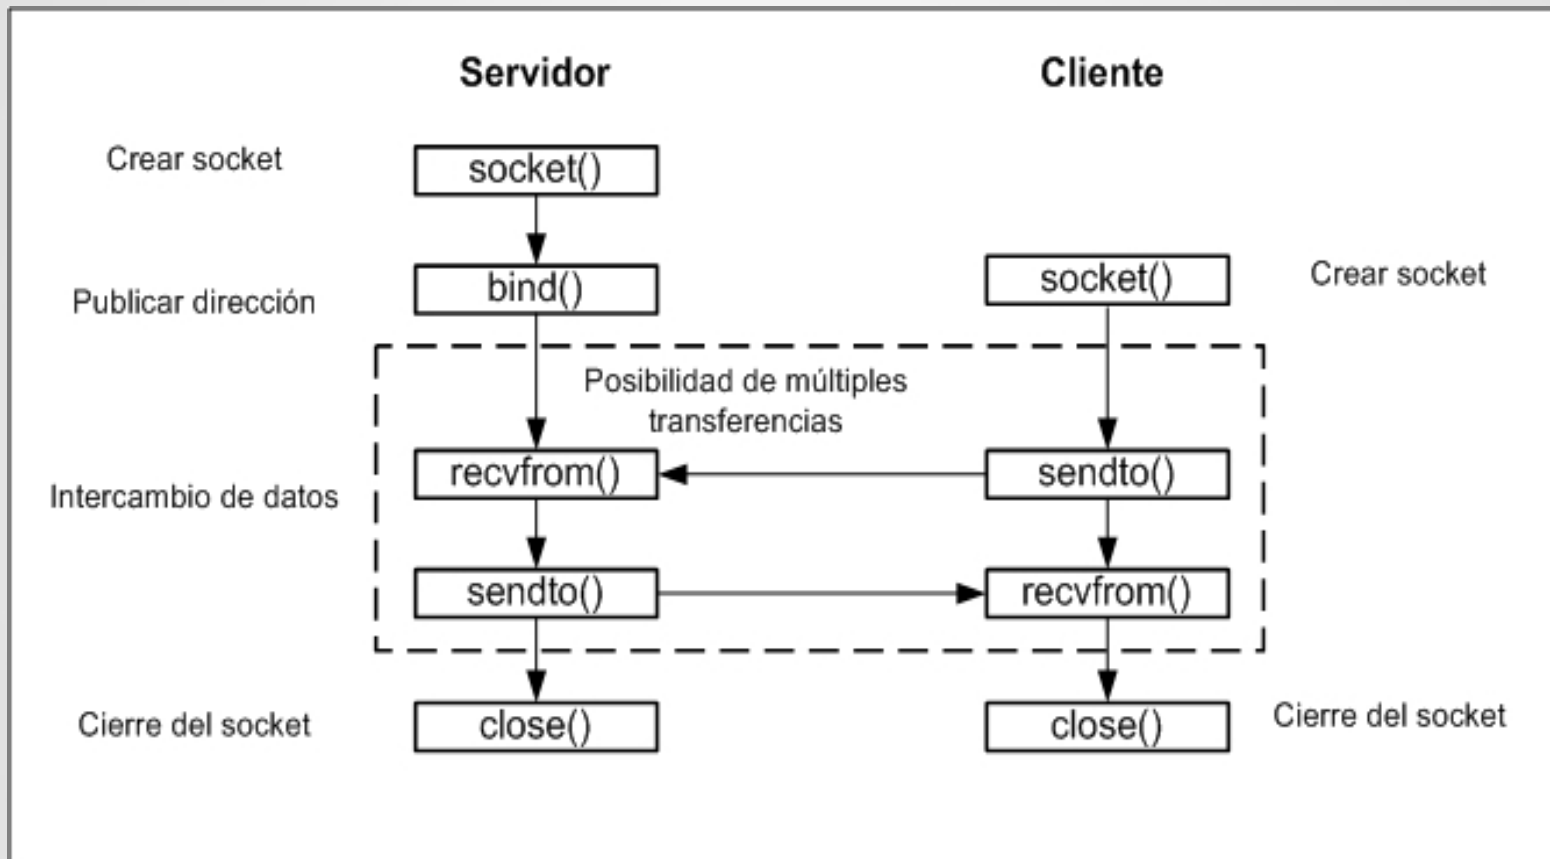 Servidor
Cliente
Crear socket
socket()
Publicar dirección
bind()
socket()
Crear socket
Posibilidad de múltiples
transferencias
Intercambio de datos
recvfrom()
sendto()
sendto()
recvfrom()
Cierre del socket
close()
close()
Cierre del socket